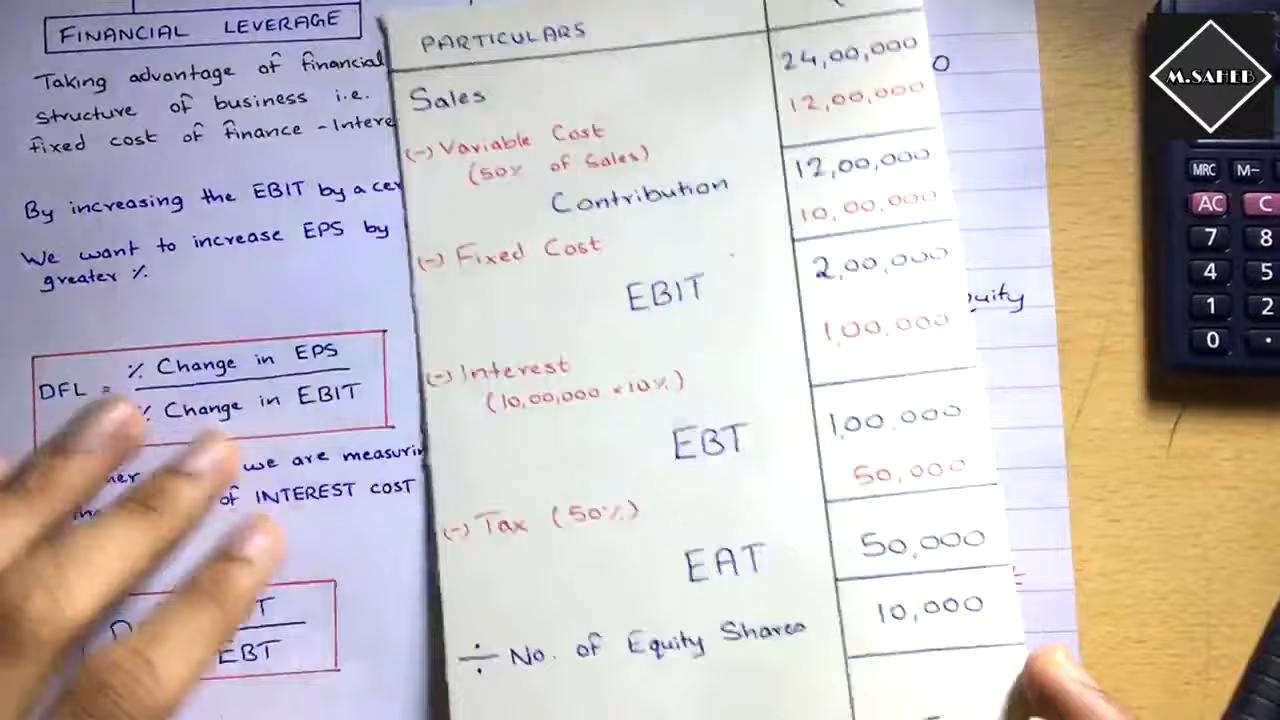 FINANCIAL LEVERAGE
Taking advantage of financial
structure of business i.e.
fixed cost of finance -
By increasing the EBIT by a
We want to increase EPS by
greater %
DFL = % Change in EPS
% Change in EBIT
we are
of INTEREST COST
EBT
PARTICULARS
Sales 24,00,000
(-) Variable Cost 12,00,000
(50% of Sales)
Contribution 12,00,000
(-) Fixed Cost 10,00,000
EBIT 2,00,000
(-) Interest 1,00,000
(10,00,000 × 10%)
EBT 1,00,000
(-) Tax (50%) 50,000
EAT 50,000
÷ No. of Equity Shares 10,000
M.SAHEB
MRC M−
AC C
7 8
4 5
1 2
0 .